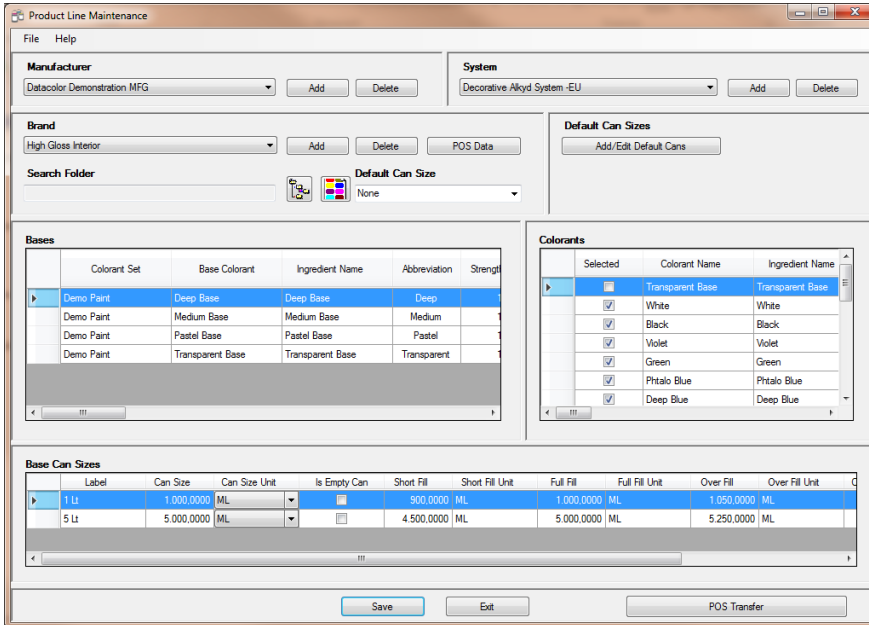 Product Line Maintenance
File Help
Manufacturer
Datacolor Demonstration MFG Add Delete
System
Decorative Alkyd System -EU Add Delete
Brand
High Gloss Interior Add Delete POS Data
Search Folder
Default Can Size
None
Default Can Sizes
Add/Edit Default Cans
Bases
Colorant Set Base Colorant Ingredient Name Abbreviation Strengt
Demo Paint Deep Base Deep Base Deep 1
Demo Paint Medium Base Medium Base Medium 1
Demo Paint Pastel Base Pastel Base Pastel 1
Demo Paint Transparent Base Transparent Base Transparent 1
Colorants
Selected Colorant Name Ingredient Name
Transparent Base Transparent Base
White White
Black Black
Violet Violet
Green Green
Phtalo Blue Phtalo Blue
Deep Blue Deep Blue
Base Can Sizes
Label Can Size Can Size Unit Is Empty Can Short Fill Short Fill Unit Full Fill Full Fill Unit Over Fill Over Fill Unit C
1 Lt 1.000,0000 ML 900,0000 ML 1.000,0000 ML 1.050,0000 ML
5 Lt 5.000,0000 ML 4.500,0000 ML 5.000,0000 ML 5.250,0000 ML
Save Exit POS Transfer